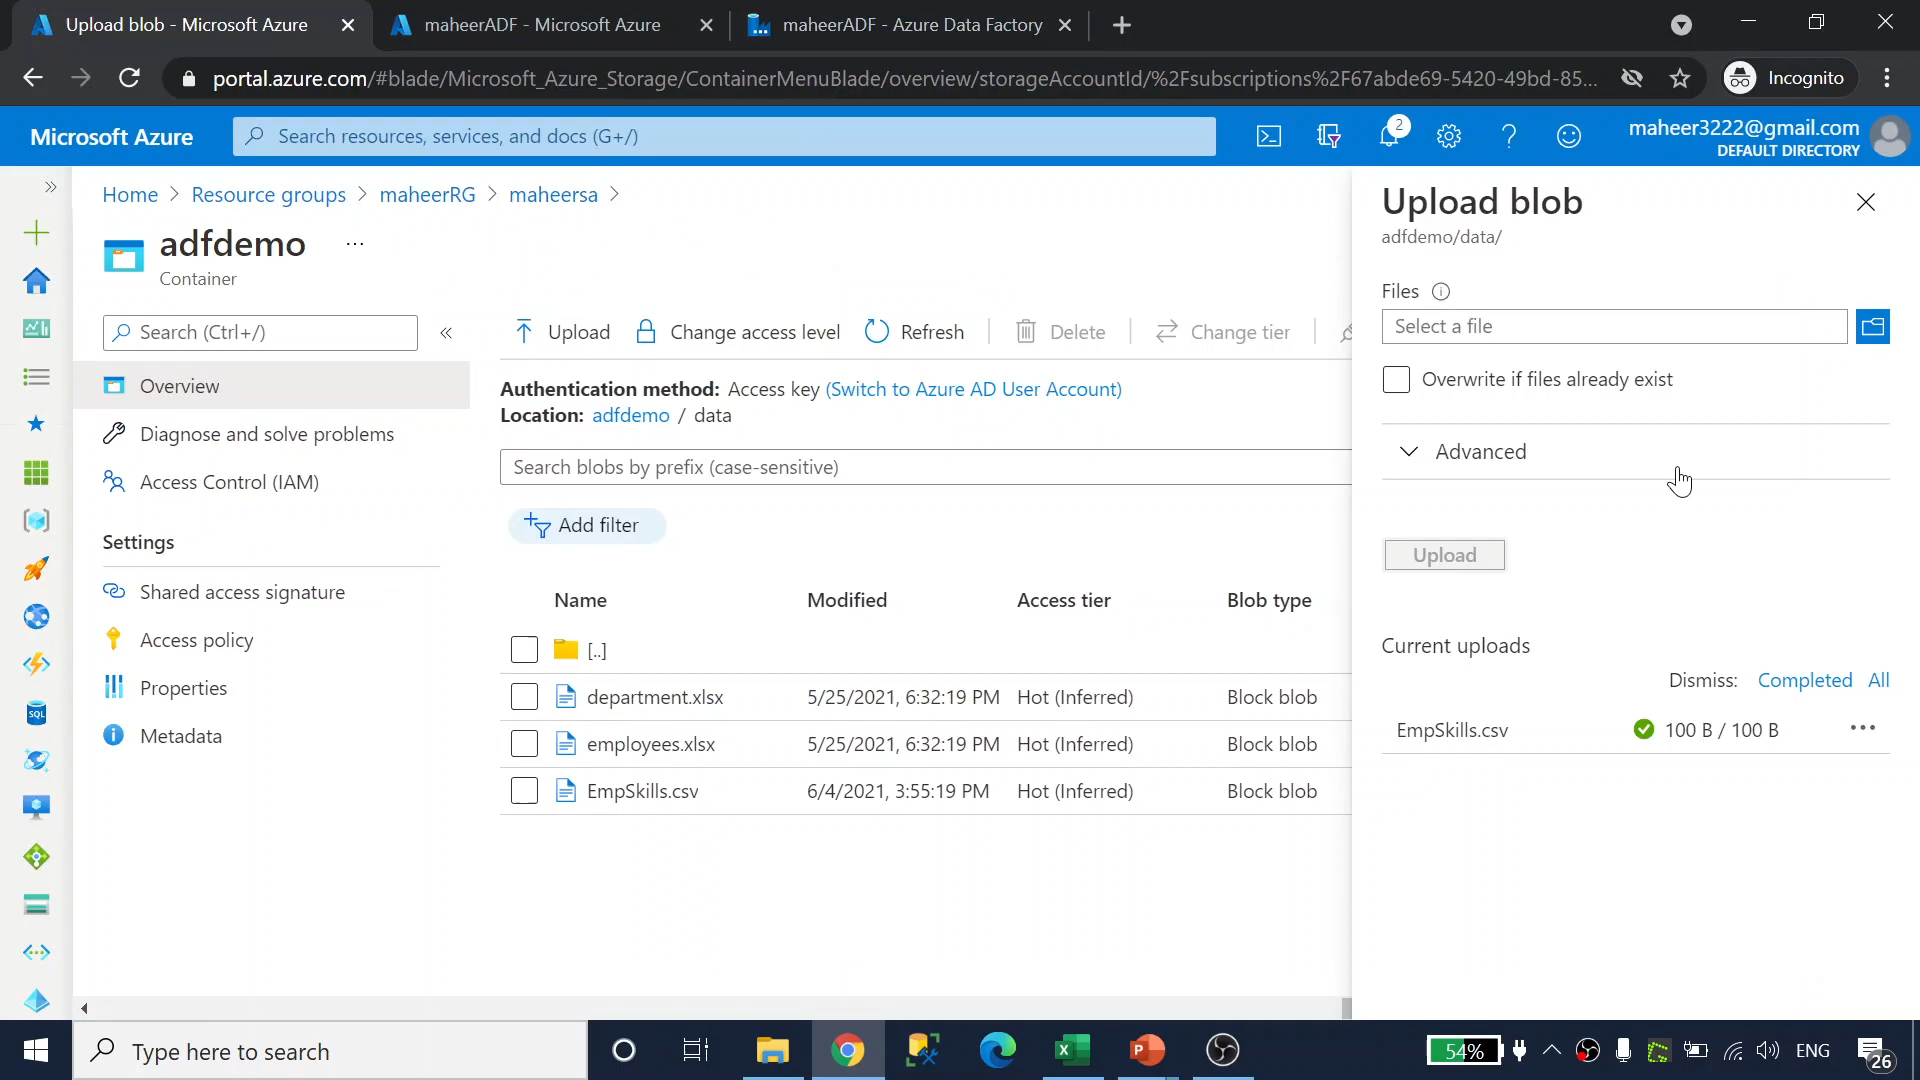 Upload blob - Microsoft Azure
maheerADF - Microsoft Azure
maheerADF - Azure Data Factory
portal.azure.com/#blade/Microsoft_Azure_Storage/ContainerMenuBlade/overview/storageAccountId/%2Fsubscriptions%2F67abde69-5420-49bd-85...
Incognito
Microsoft Azure
Search resources, services, and docs (G+/)
2
maheer3222@gmail.com
DEFAULT DIRECTORY
Home > Resource groups > maheerRG > maheersa >
adfdemo ...
Container
Search (Ctrl+/)
Overview
Diagnose and solve problems
Access Control (IAM)
Settings
Shared access signature
Access policy
Properties
Metadata
Upload
Change access level
Refresh
Delete
Change tier
Authentication method: Access key (Switch to Azure AD User Account)
Location: adfdemo / data
Search blobs by prefix (case-sensitive)
Add filter
Name Modified Access tier Blob type
[..]
department.xlsx 5/25/2021, 6:32:19 PM Hot (Inferred) Block blob
employees.xlsx 5/25/2021, 6:32:19 PM Hot (Inferred) Block blob
EmpSkills.csv 6/4/2021, 3:55:19 PM Hot (Inferred) Block blob
Upload blob
adfdemo/data/
Files
Select a file
Overwrite if files already exist
Advanced
Upload
Current uploads
Dismiss: Completed All
EmpSkills.csv 100 B / 100 B ...
SQL
Type here to search
54%
ENG
26